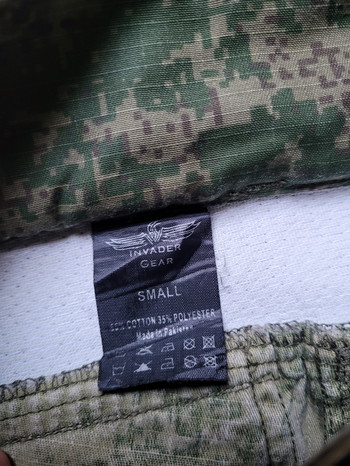 INVADER
GEAR
SMALL
65% COTTON 35% POLYESTER
Made In Pakistan